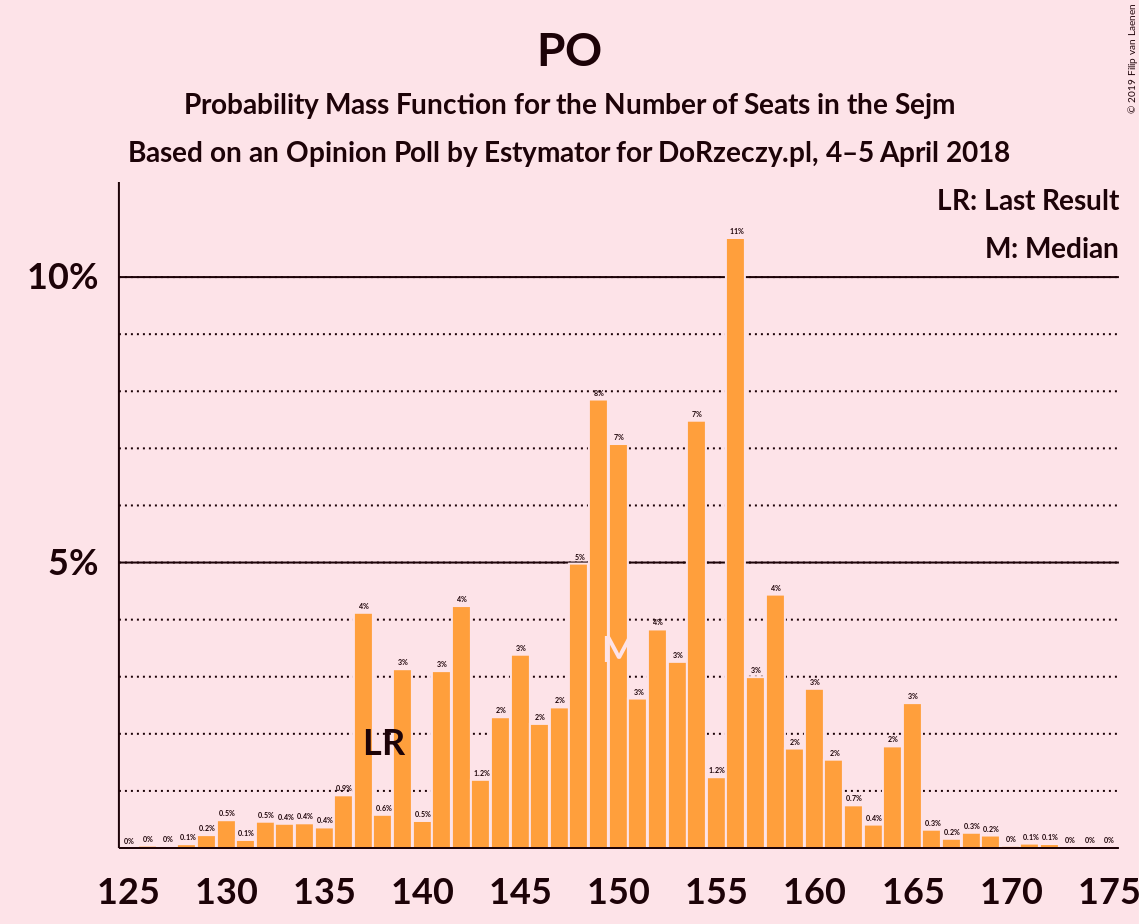 © 2019 Filip van Laenen
PO
Probability Mass Function for the Number of Seats in the Sejm
Based on an Opinion Poll by Estymator for DoRzeczy.pl, 4–5 April 2018
LR: Last Result
M: Median
10%
5%
0% 0% 0% 0.1% 0.2% 0.5% 0.1% 0.5% 0.4% 0.4% 0.4% 0.9% 4% 0.6% 3% 0.5% 3% 4% 1.2% 2% 3% 2% 2% 5% 8% 7% 3% 4% 3% 7% 1.2% 11% 3% 4% 2% 3% 2% 0.7% 0.4% 2% 3% 0.3% 0.2% 0.3% 0.2% 0% 0.1% 0.1% 0% 0% 0%
LR
M
125 130 135 140 145 150 155 160 165 170 175